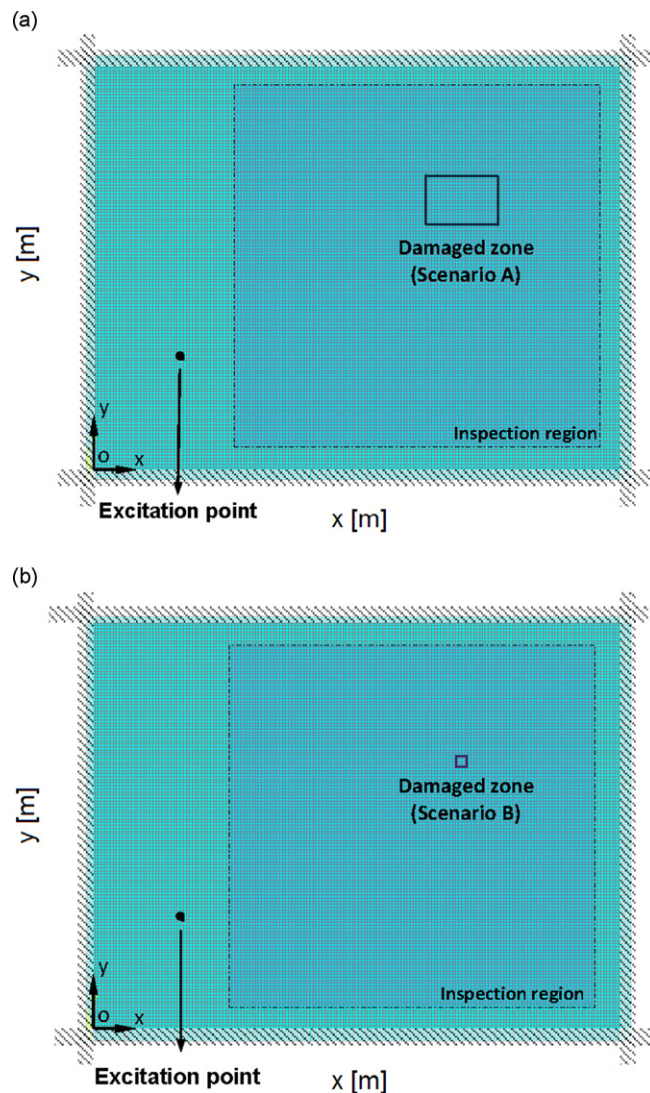 (a)
y [m]
Damaged zone
(Scenario A)
Inspection region
y
O
x
Excitation point
x [m]
(b)
y [m]
Damaged zone
(Scenario B)
Inspection region
y
O
x
Excitation point
x [m]